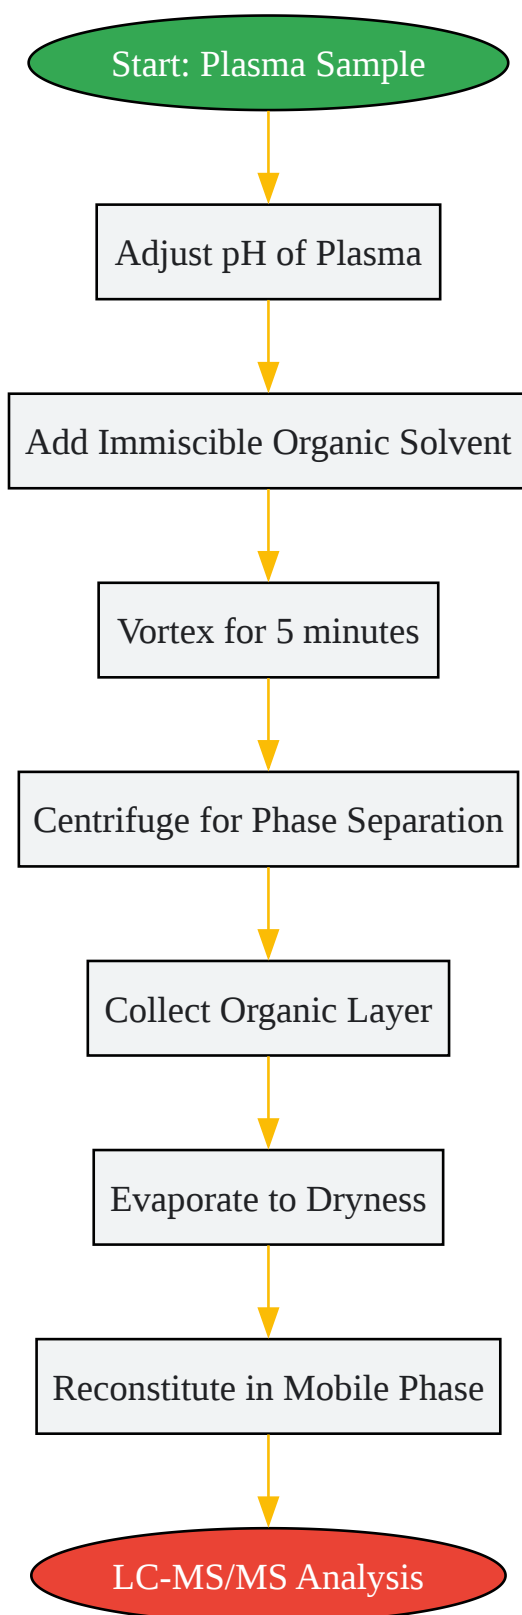 Start: Plasma Sample
Adjust pH of Plasma
Add Immiscible Organic Solvent
Vortex for 5 minutes
Centrifuge for Phase Separation
Collect Organic Layer
Evaporate to Dryness
Reconstitute in Mobile Phase
LC-MS/MS Analysis